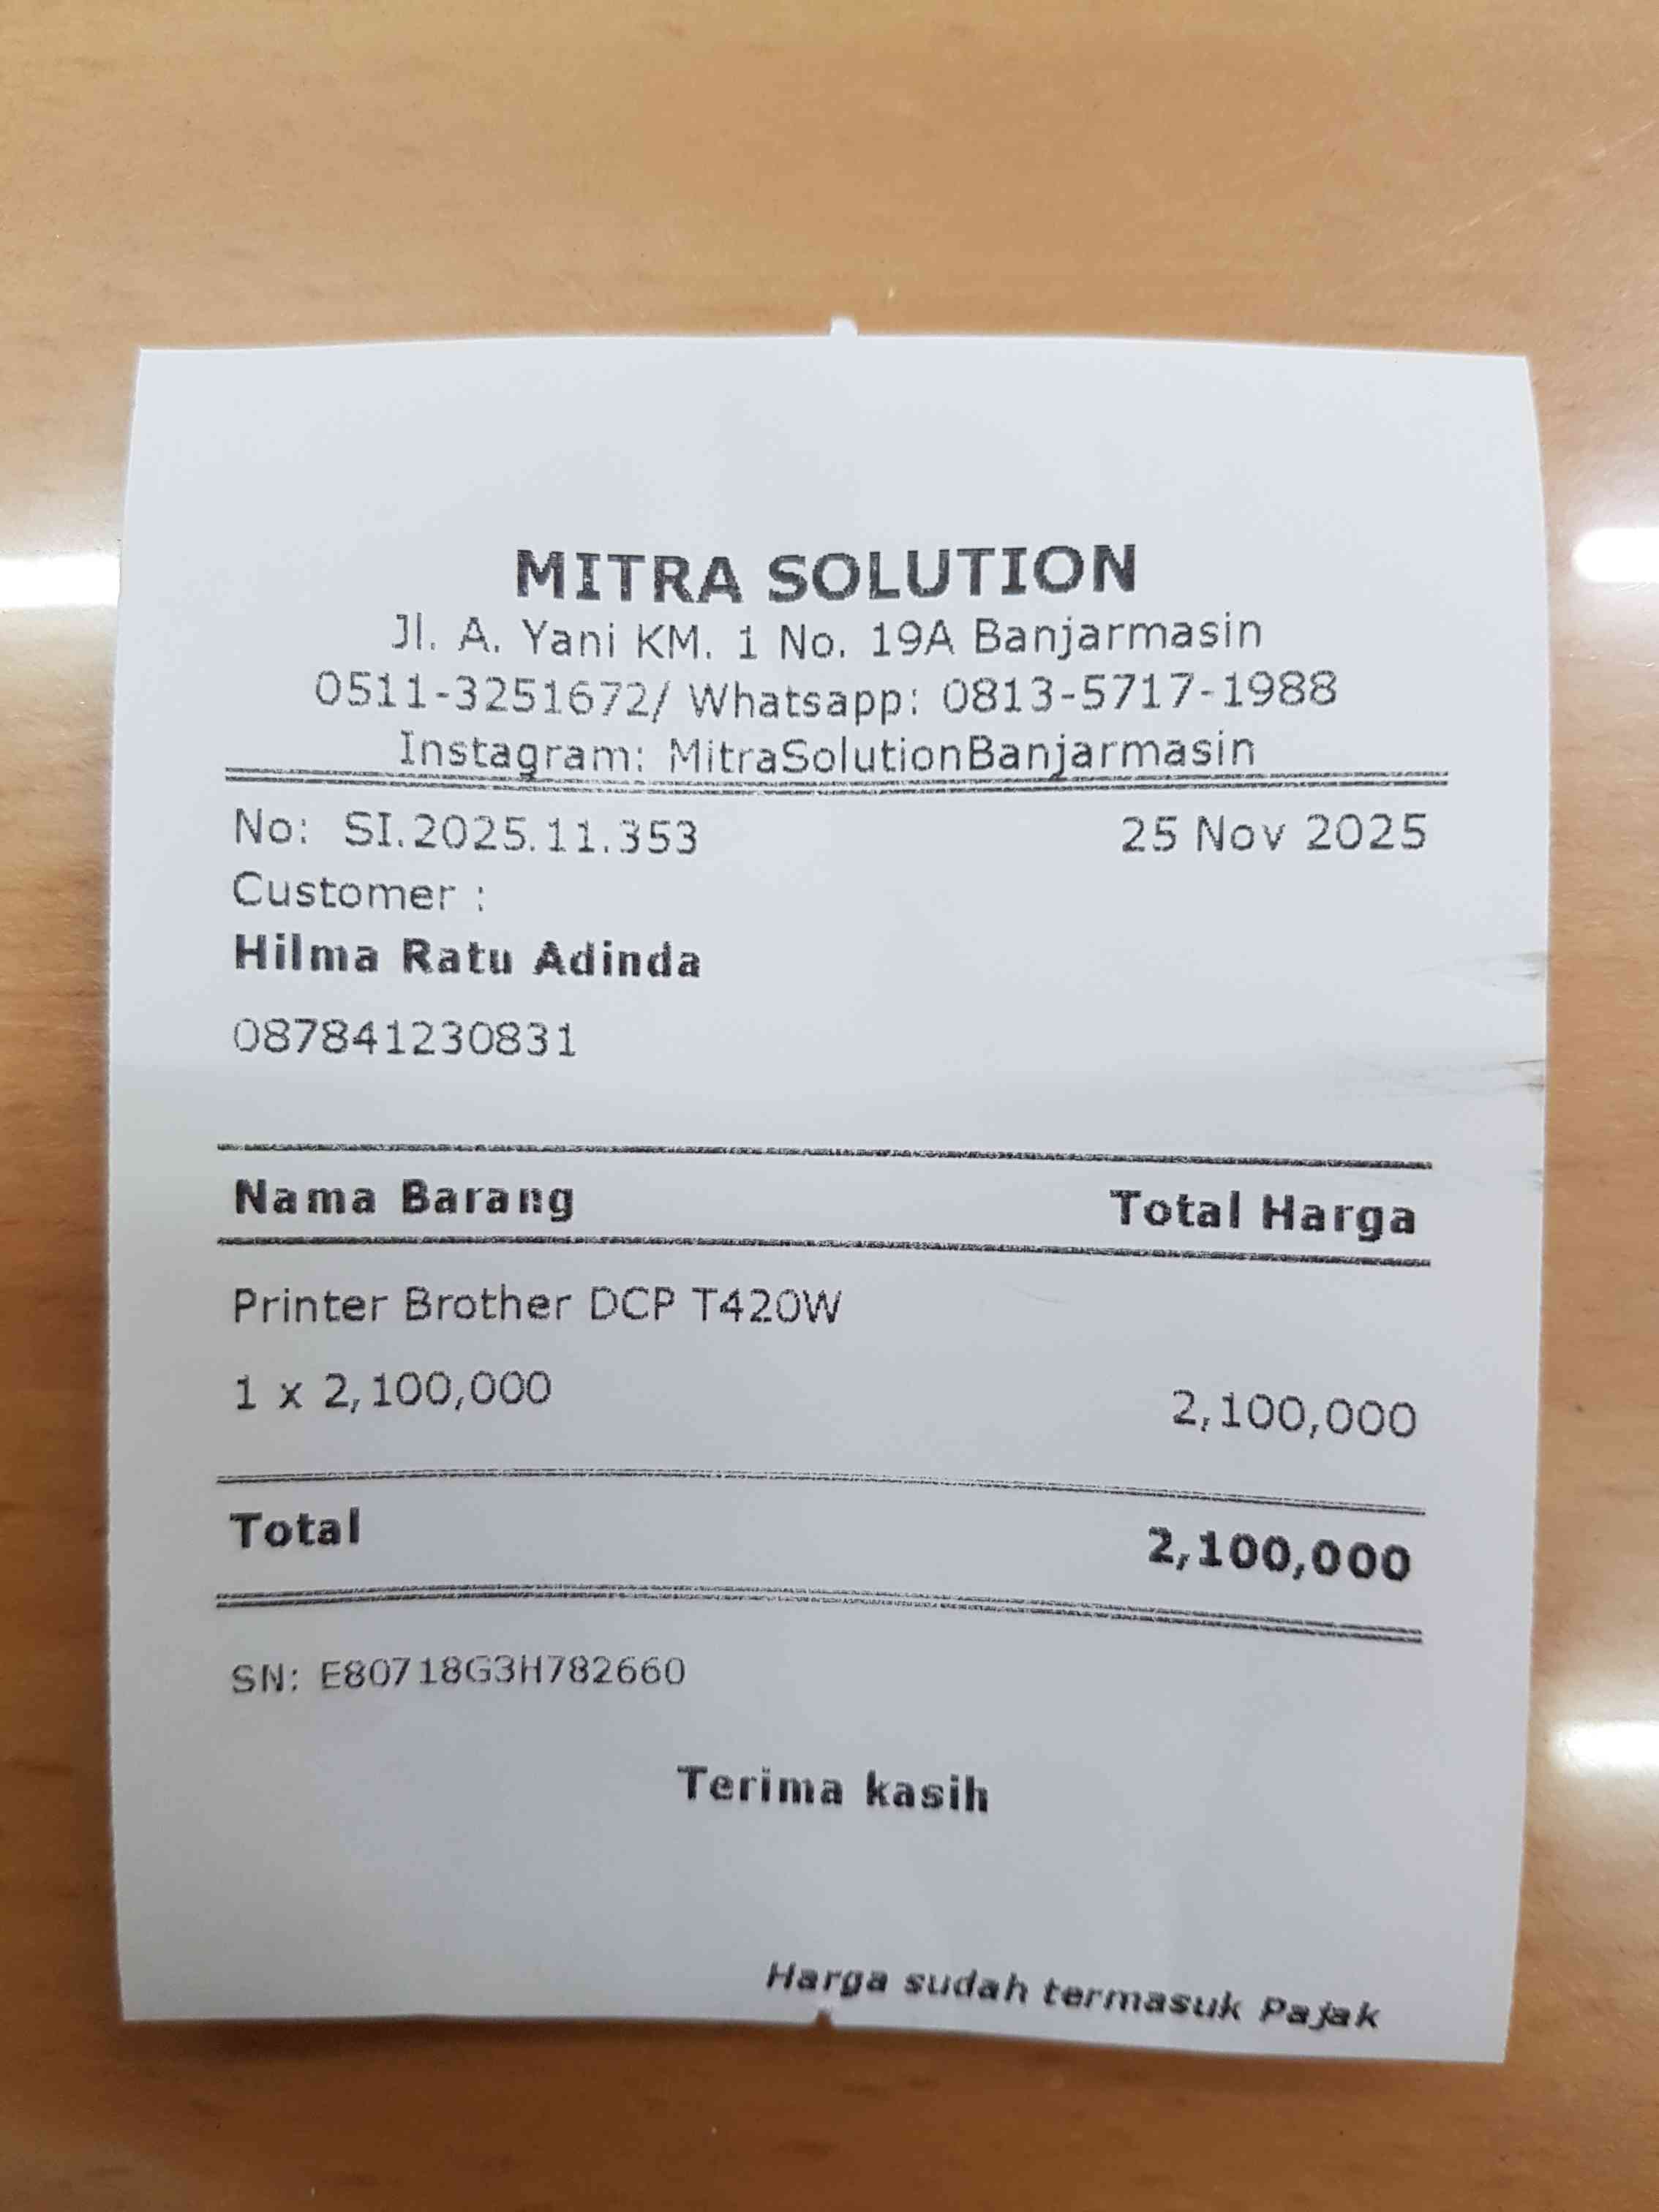 MITRA SOLUTION
Jl. A. Yani KM. 1 No. 19A Banjarmasin
0511-3251672/ Whatsapp: 0813-5717-1988
Instagram: MitraSolutionBanjarmasin
No: SI.2025.11.353 25 Nov 2025
Customer :
Hilma Ratu Adinda
087841230831
Nama Barang Total Harga
Printer Brother DCP T420W
1 x 2,100,000 2,100,000
Total 2,100,000
SN: E80718G3H782660
Terima kasih
Harga sudah termasuk Pajak